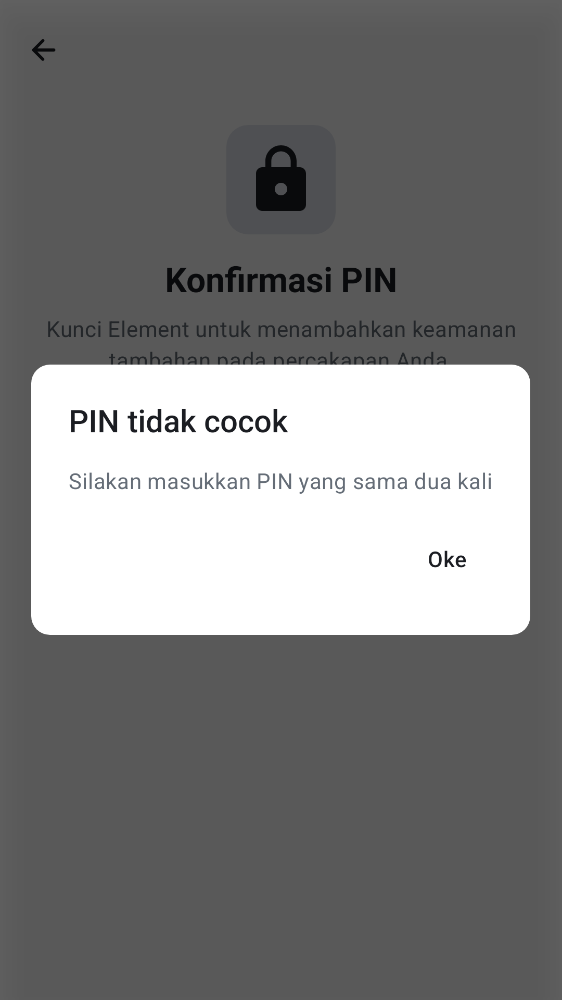 Konfirmasi PIN
Kunci Element untuk menambahkan keamanan
tambahan pada percakapan Anda
PIN tidak cocok
Silakan masukkan PIN yang sama dua kali
Oke